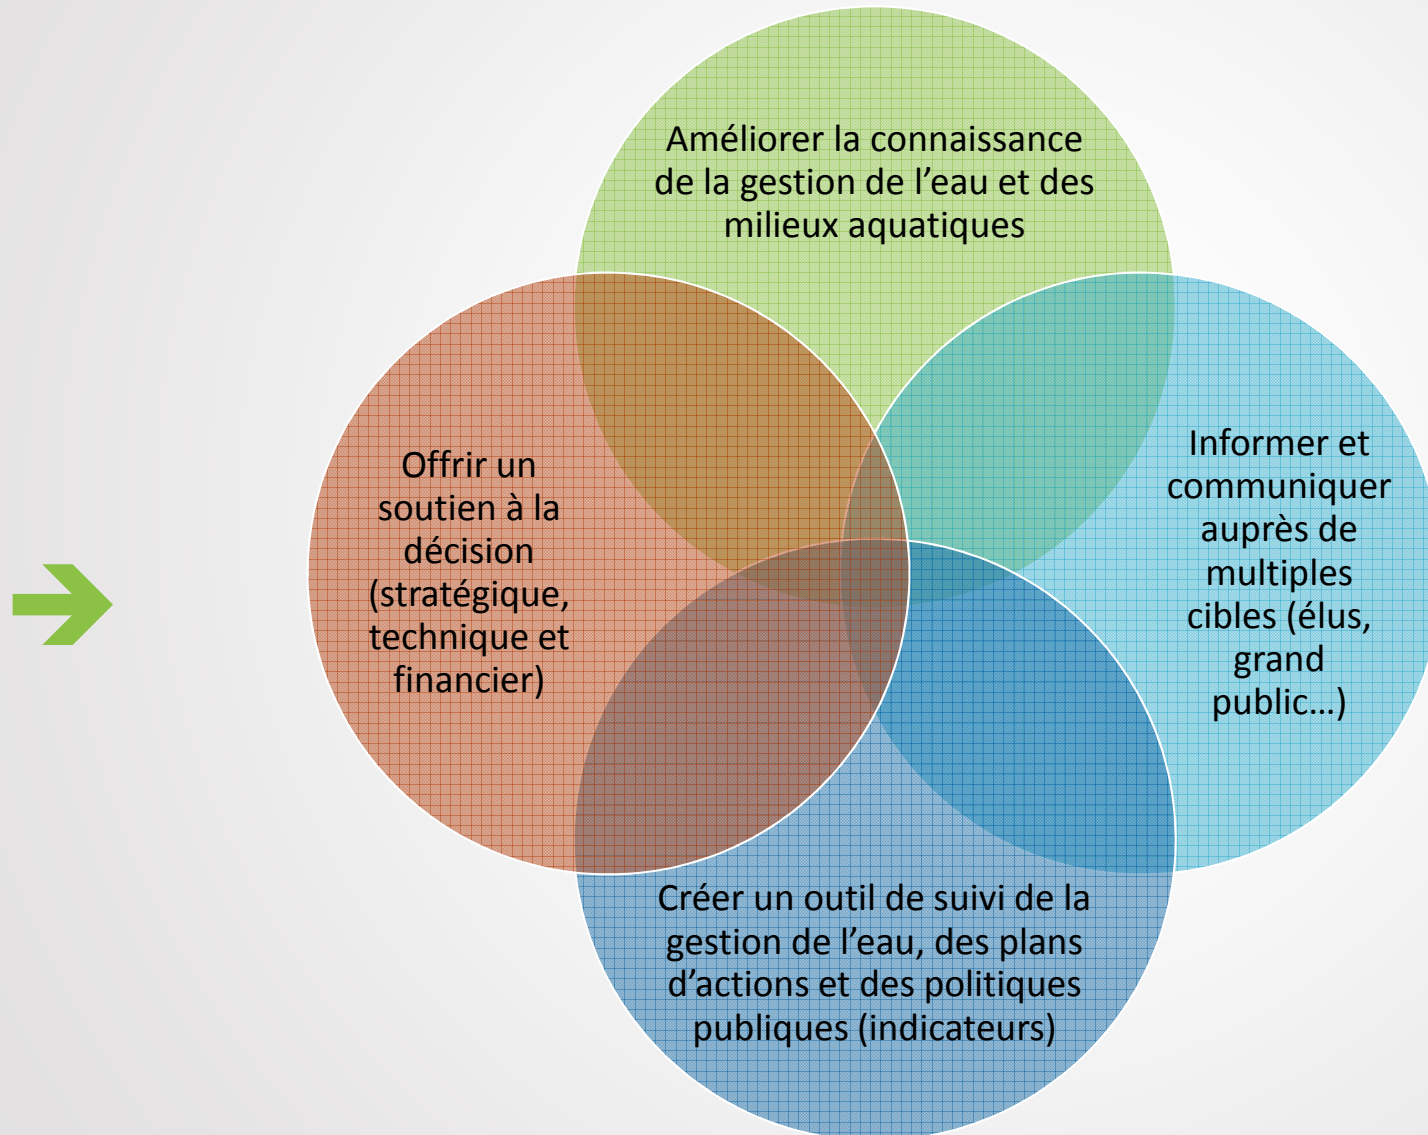 Améliorer la connaissance
de la gestion de l’eau et des
milieux aquatiques
Offrir un
soutien à la
décision
(stratégique,
technique et
financier)
Informer et
communiquer
auprès de
multiples
cibles (élus,
grand
public…)
Créer un outil de suivi de la
gestion de l’eau, des plans
d’actions et des politiques
publiques (indicateurs)